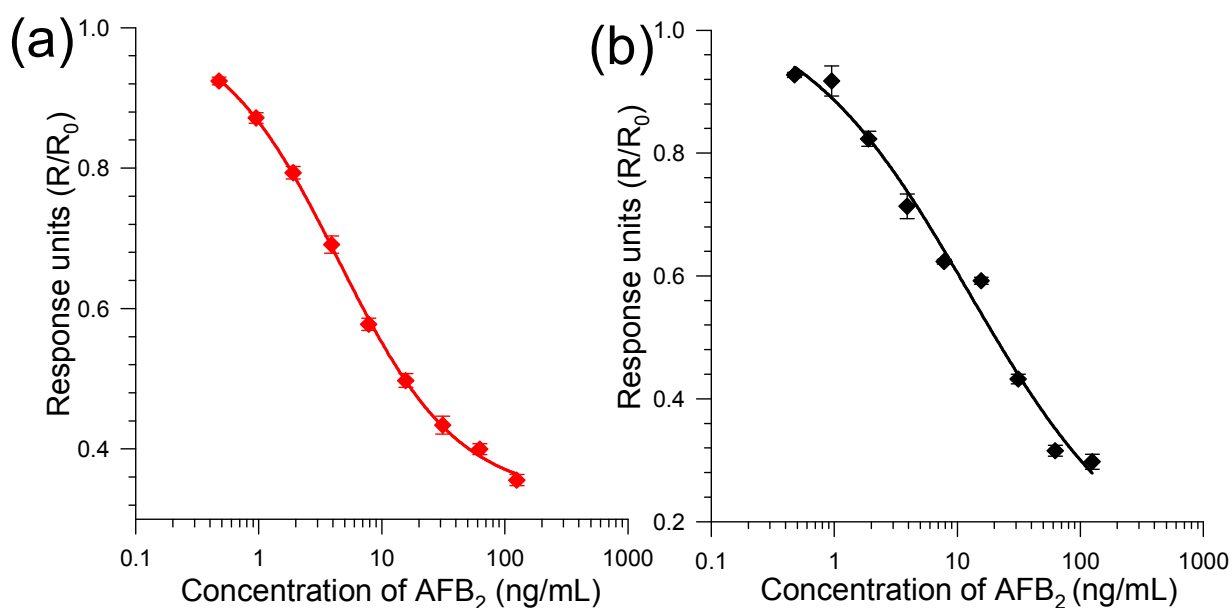 (a)
1.0
0.8
0.6
0.4
Response units (R/R₀)
0.1 1 10 100 1000
Concentration of AFB₂ (ng/mL)
(b)
1.0
0.8
0.6
0.4
0.2
Response units (R/R₀)
0.1 1 10 100 1000
Concentration of AFB₂ (ng/mL)